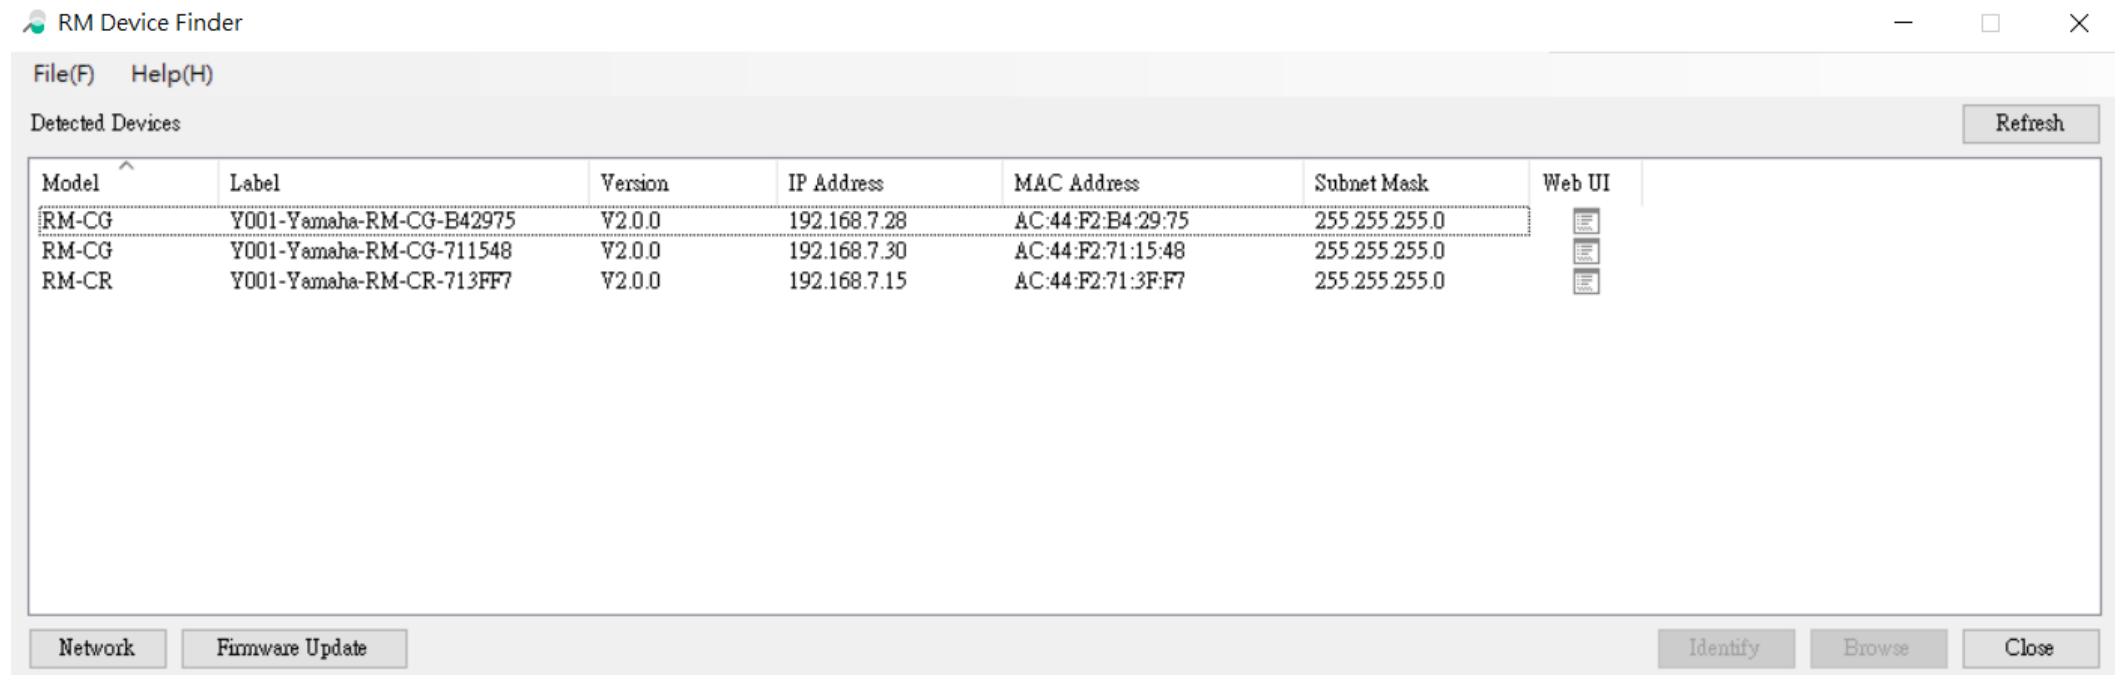 RM Device Finder
File(F) Help(H)
Detected Devices Refresh
Model Label Version IP Address MAC Address Subnet Mask Web UI
RM-CG Y001-Yamaha-RM-CG-B42975 V2.0.0 192.168.7.28 AC:44:F2:B4:29:75 255.255.255.0
RM-CG Y001-Yamaha-RM-CG-711548 V2.0.0 192.168.7.30 AC:44:F2:71:15:48 255.255.255.0
RM-CR Y001-Yamaha-RM-CR-713FF7 V2.0.0 192.168.7.15 AC:44:F2:71:3F:F7 255.255.255.0
Network Firmware Update Identify Browse Close